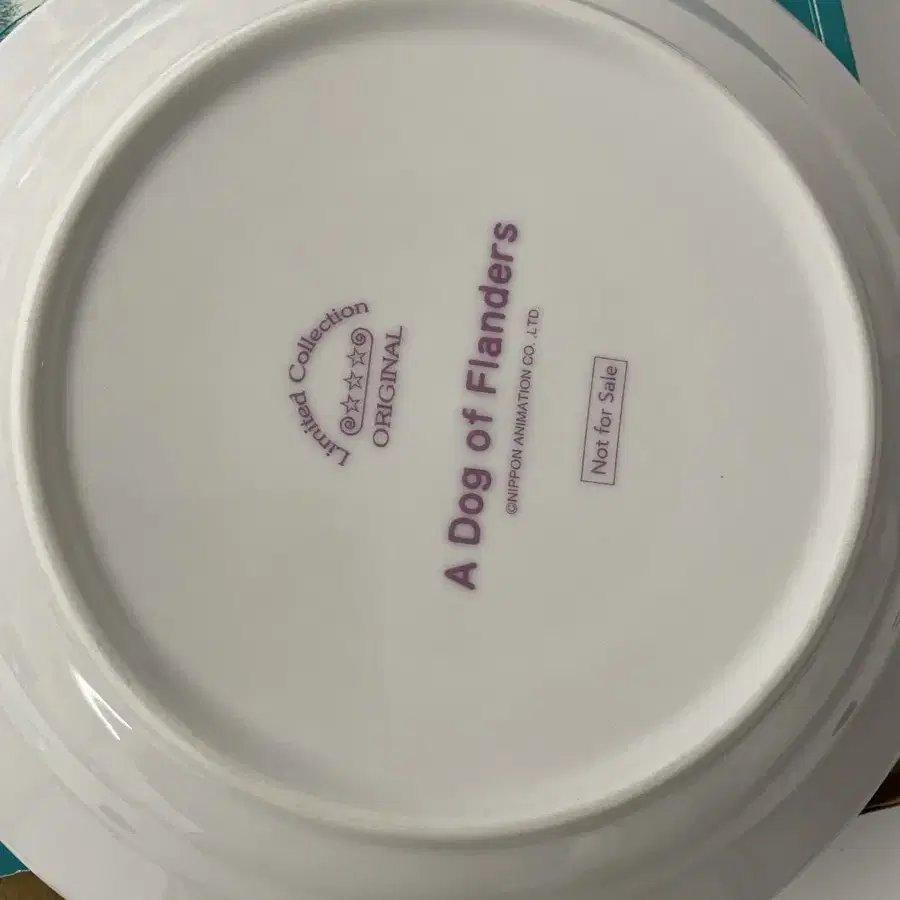 Limited Collection
ORIGINAL
A Dog of Flanders
©NIPPON ANIMATION CO. ,LTD.
Not for Sale